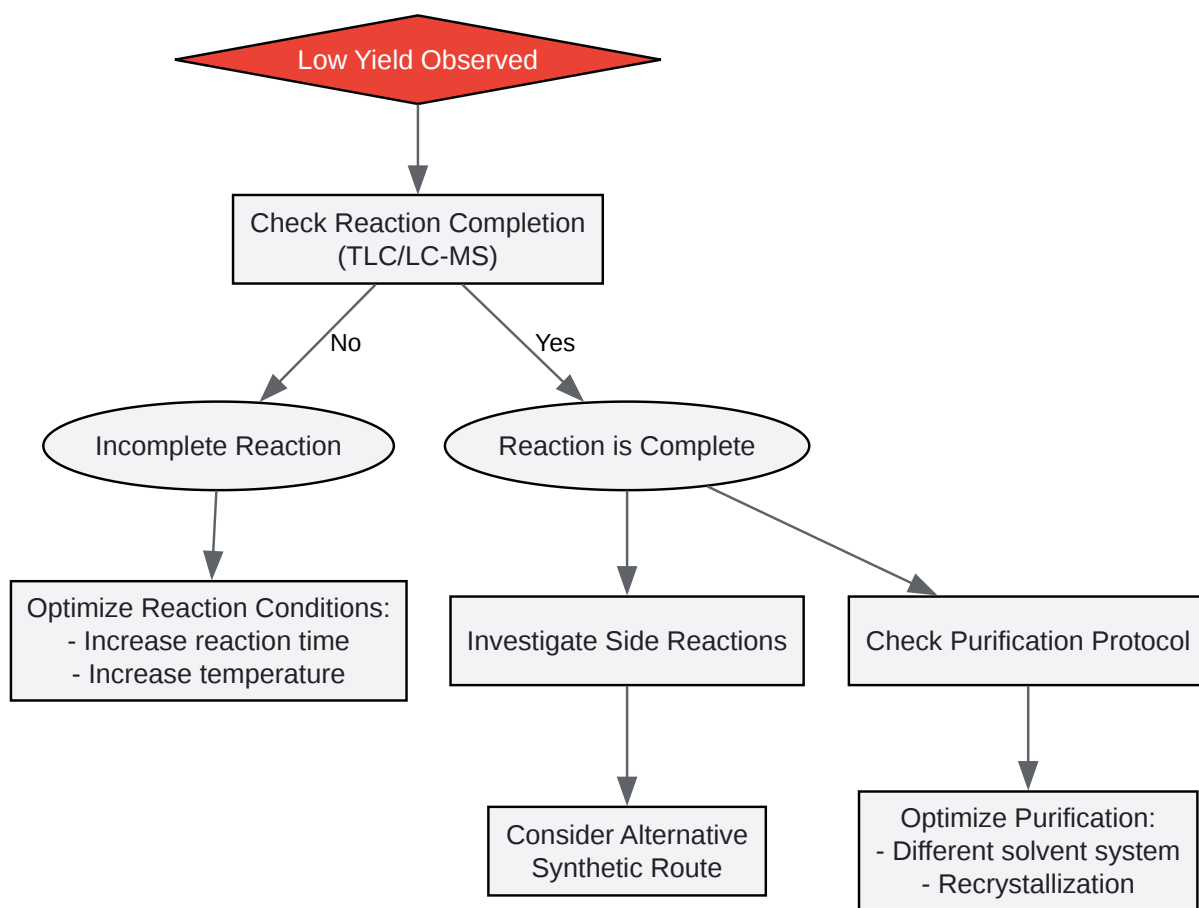 Low Yield Observed
Check Reaction Completion
(TLC/LC-MS)
No
Yes
Incomplete Reaction
Reaction is Complete
Optimize Reaction Conditions:
- Increase reaction time
- Increase temperature
Investigate Side Reactions
Check Purification Protocol
Consider Alternative
Synthetic Route
Optimize Purification:
- Different solvent system
- Recrystallization